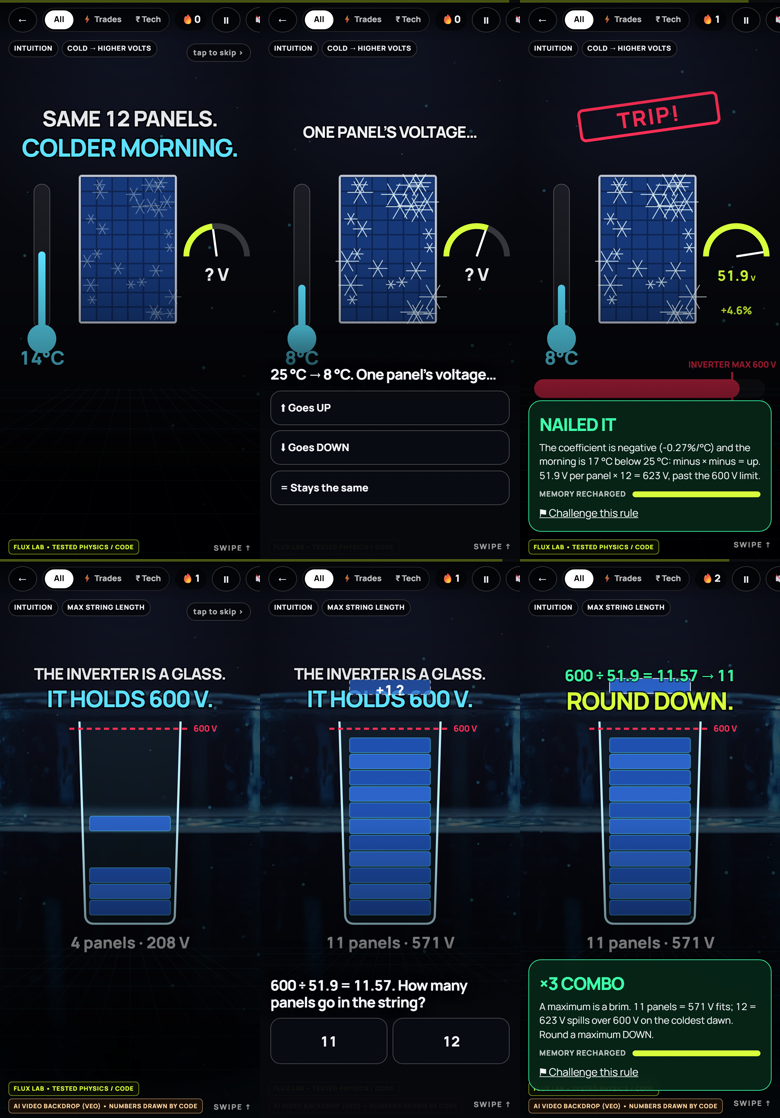 ← All ⚡ Trades ₹ Tech 🔥 0 ⏸
INTUITION COLD → HIGHER VOLTS
tap to skip ›
SAME 12 PANELS.
COLDER MORNING.
? V
14°C
FLUX LAB • TESTED PHYSICS / CODE
SWIPE ↑
← All ⚡ Trades ₹ Tech 🔥 0 ⏸
INTUITION COLD → HIGHER VOLTS
ONE PANEL'S VOLTAGE...
? V
8°C
25 °C → 8 °C. One panel's voltage...
⬆ Goes UP
⬇ Goes DOWN
= Stays the same
SWIPE ↑
← All ⚡ Trades ₹ Tech 🔥 1 ⏸
INTUITION COLD → HIGHER VOLTS
TRIP!
51.9 V
+4.6%
8°C
INVERTER MAX 600 V
NAILED IT
The coefficient is negative (-0.27%/°C) and the
morning is 17 °C below 25 °C: minus × minus = up.
51.9 V per panel × 12 = 623 V, past the 600 V limit.
MEMORY RECHARGED
⚑ Challenge this rule
FLUX LAB • TESTED PHYSICS / CODE
SWIPE ↑
← All ⚡ Trades ₹ Tech 🔥 1 ⏸
INTUITION MAX STRING LENGTH
tap to skip ›
THE INVERTER IS A GLASS.
IT HOLDS 600 V.
600 V
4 panels · 208 V
FLUX LAB • TESTED PHYSICS / CODE
AI VIDEO BACKDROP (VEO) • NUMBERS DRAWN BY CODE
SWIPE ↑
← All ⚡ Trades ₹ Tech 🔥 1 ⏸
INTUITION MAX STRING LENGTH
THE INVERTER IS A GLASS.
+1 ?
IT HOLDS 600 V.
600 V
11 panels · 571 V
600 ÷ 51.9 = 11.57. How many
panels go in the string?
11
12
SWIPE ↑
← All ⚡ Trades ₹ Tech 🔥 2 ⏸
INTUITION MAX STRING LENGTH
600 ÷ 51.9 = 11.57 → 11
ROUND DOWN.
600 V
11 panels · 571 V
×3 COMBO
A maximum is a brim. 11 panels = 571 V fits; 12 =
623 V spills over 600 V on the coldest dawn.
Round a maximum DOWN.
MEMORY RECHARGED
⚑ Challenge this rule
AI VIDEO BACKDROP (VEO) • NUMBERS DRAWN BY CODE
SWIPE ↑